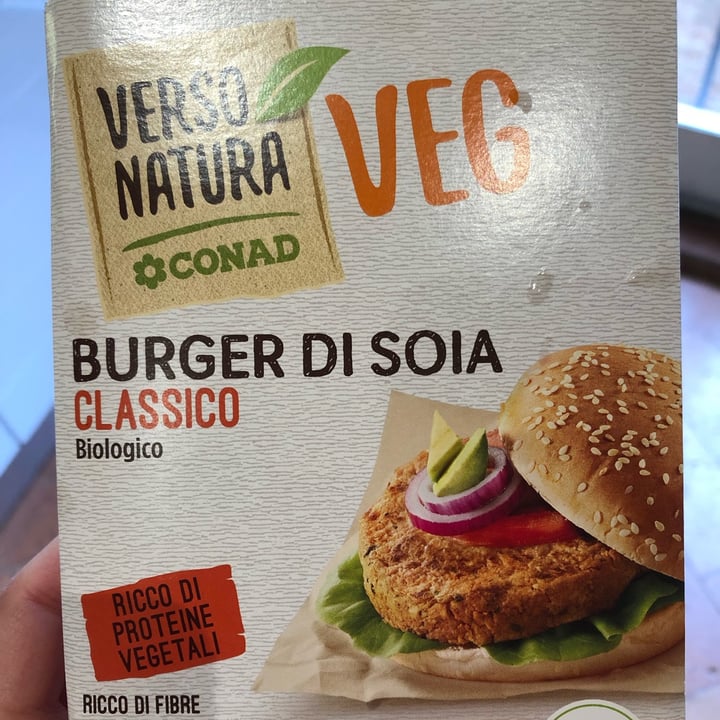 VERSO
NATURA
CONAD
VEG
BURGER DI SOIA
CLASSICO
Biologico
RICCO DI
PROTEINE
VEGETALI
RICCO DI FIBRE